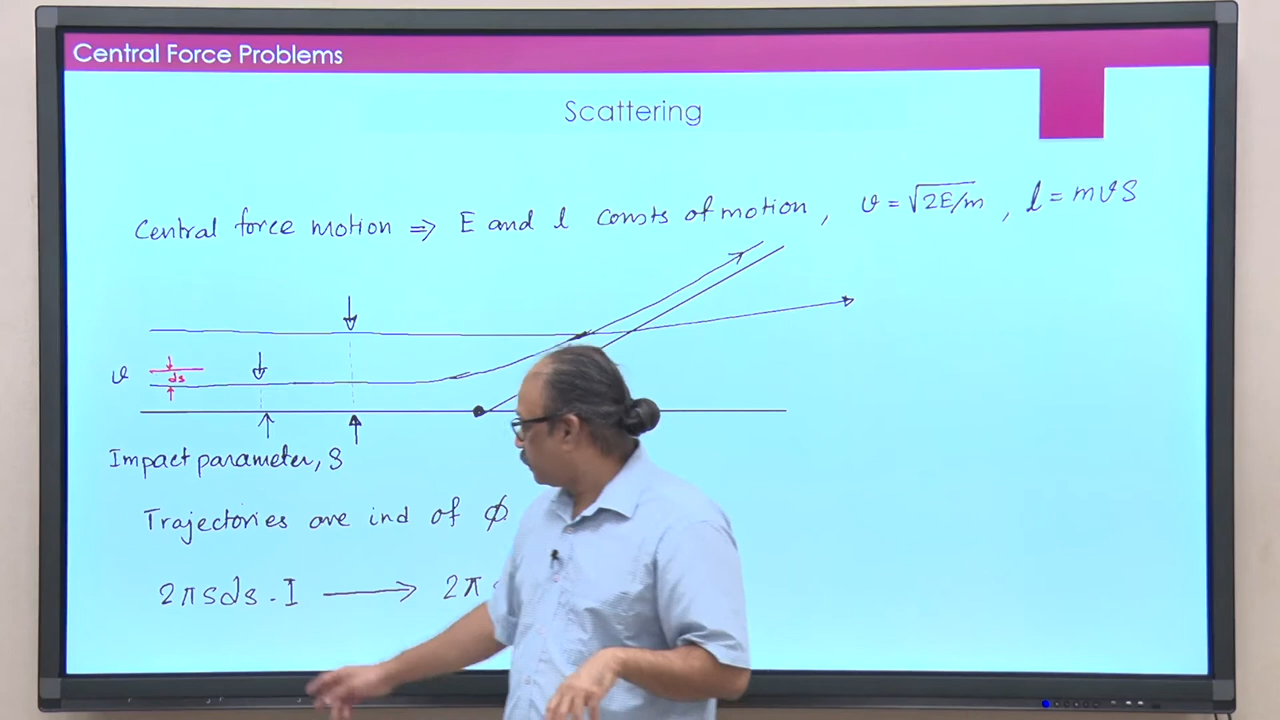 Central Force Problems
Scattering
Central force motion ⇒ E and l consts of motion , v = √2E/m , l = mvS
v
ds
Impact parameter, S
Trajectories are ind of ϕ
2πsds . I ⟶ 2π